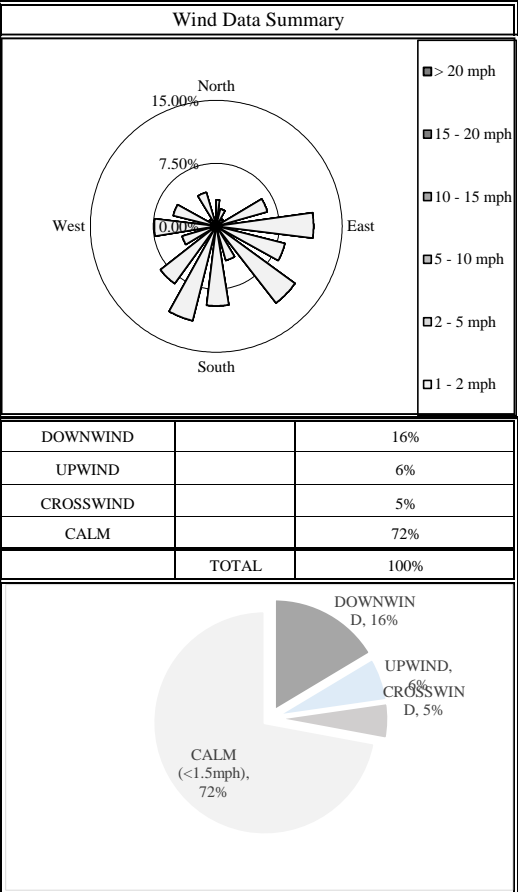 Wind Data Summary
North
15.00%
7.50%
West
0.00%
East
South
> 20 mph
15 - 20 mph
10 - 15 mph
5 - 10 mph
2 - 5 mph
1 - 2 mph
DOWNWIND 16%
UPWIND 6%
CROSSWIND 5%
CALM 72%
TOTAL 100%
DOWNWIN
D, 16%
UPWIND,
6%
CROSSWIN
D, 5%
CALM
(<1.5mph),
72%